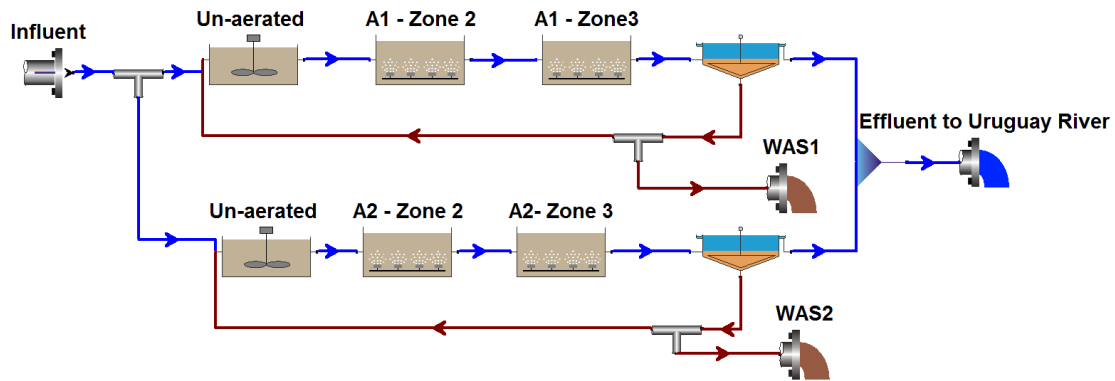 Influent
Un-aerated
A1 - Zone 2
A1 - Zone3
Effluent to Uruguay River
WAS1
Un-aerated
A2 - Zone 2
A2- Zone 3
WAS2